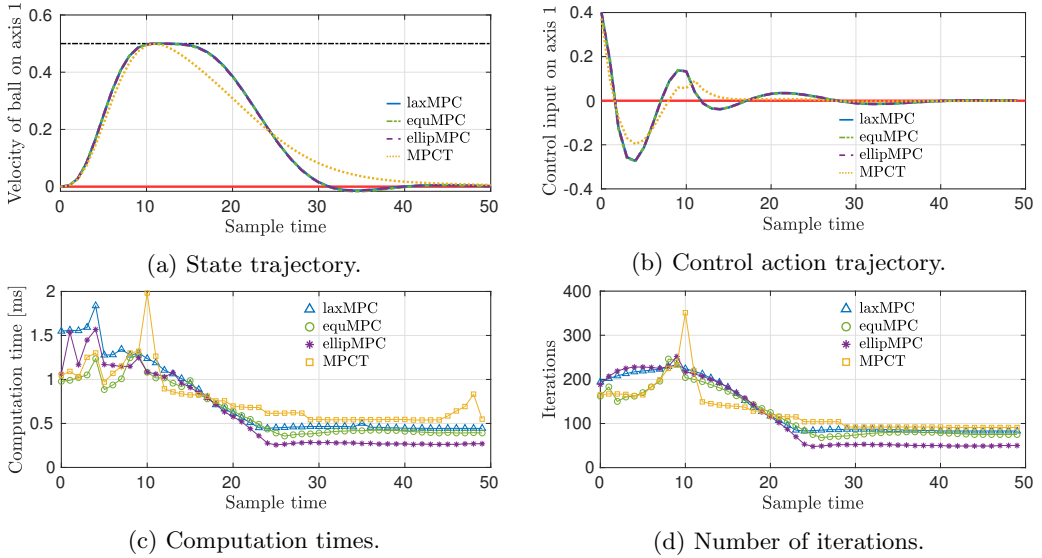 Velocity of ball on axis 1
0.6
0.4
0.2
0
0 10 20 30 40 50
Sample time
laxMPC
equMPC
ellipMPC
MPCT
(a) State trajectory.
Control input on axis 1
0.4
0.2
0
-0.2
-0.4
0 10 20 30 40 50
Sample time
laxMPC
equMPC
ellipMPC
MPCT
(b) Control action trajectory.
Computation time [ms]
2
1.5
1
0.5
0
0 10 20 30 40 50
Sample time
laxMPC
equMPC
ellipMPC
MPCT
(c) Computation times.
Iterations
400
300
200
100
0
0 10 20 30 40 50
Sample time
laxMPC
equMPC
ellipMPC
MPCT
(d) Number of iterations.